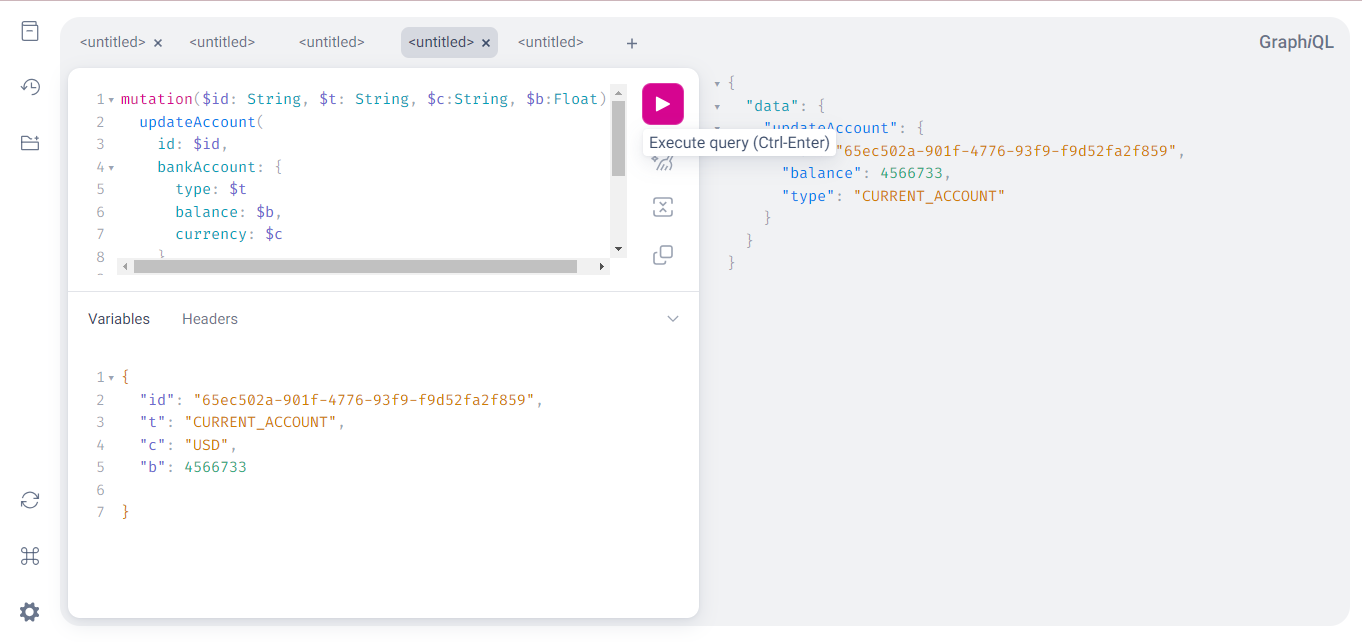 <untitled> × <untitled> <untitled> <untitled> × <untitled> + GraphiQL
1 mutation($id: String, $t: String, $c:String, $b:Float)
2 updateAccount(
3 id: $id,
4 bankAccount: {
5 type: $t
6 balance: $b,
7 currency: $c
8 }
Execute query (Ctrl-Enter)
{
"data": {
"updateAccount": {
"65ec502a-901f-4776-93f9-f9d52fa2f859",
"balance": 4566733,
"type": "CURRENT_ACCOUNT"
}
}
}
Variables Headers
1 {
2 "id": "65ec502a-901f-4776-93f9-f9d52fa2f859",
3 "t": "CURRENT_ACCOUNT",
4 "c": "USD",
5 "b": 4566733
6
7 }